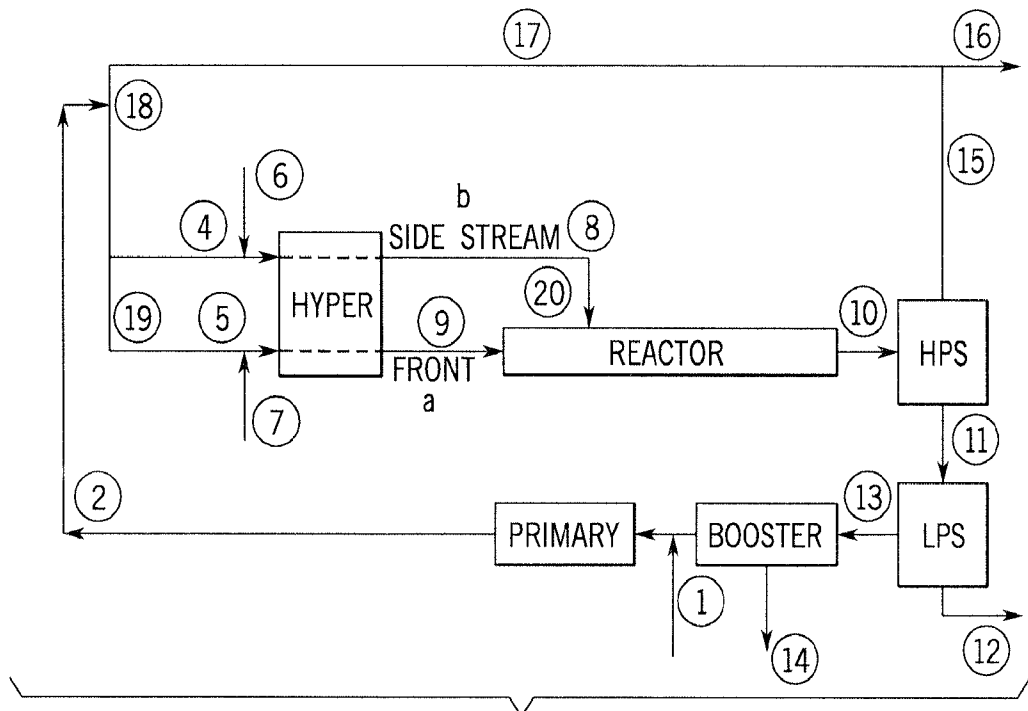 17
16
18
15
6
b
4
8
SIDE STREAM
20
HYPER
10
19
5
9
REACTOR
HPS
FRONT
a
7
11
2
13
PRIMARY
BOOSTER
LPS
1
14
12